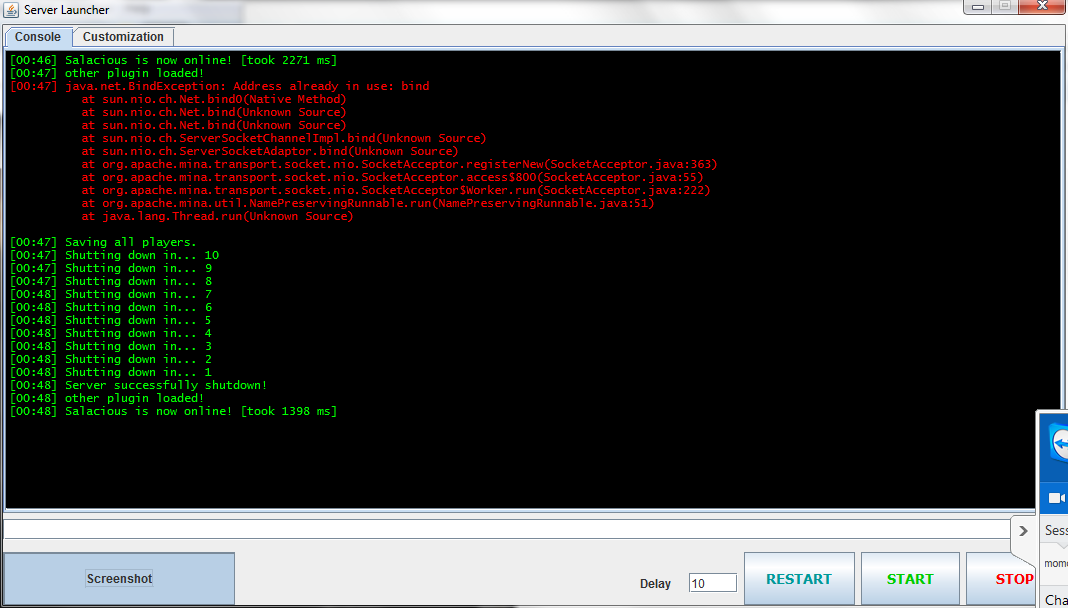 Server Launcher
Console
Customization
[00:46] Salacious is now online! [took 2271 ms]
[00:47] other plugin loaded!
[00:47] java.net.BindException: Address already in use: bind
at sun.nio.ch.Net.bind0(Native Method)
at sun.nio.ch.Net.bind(Unknown Source)
at sun.nio.ch.Net.bind(Unknown Source)
at sun.nio.ch.ServerSocketChannelImpl.bind(Unknown Source)
at sun.nio.ch.ServerSocketAdaptor.bind(Unknown Source)
at org.apache.mina.transport.socket.nio.SocketAcceptor.registerNew(SocketAcceptor.java:363)
at org.apache.mina.transport.socket.nio.SocketAcceptor.access$800(SocketAcceptor.java:55)
at org.apache.mina.transport.socket.nio.SocketAcceptor$Worker.run(SocketAcceptor.java:222)
at org.apache.mina.util.NamePreservingRunnable.run(NamePreservingRunnable.java:51)
at java.lang.Thread.run(Unknown Source)
[00:47] Saving all players.
[00:47] Shutting down in... 10
[00:47] Shutting down in... 9
[00:47] Shutting down in... 8
[00:48] Shutting down in... 7
[00:48] Shutting down in... 6
[00:48] Shutting down in... 5
[00:48] Shutting down in... 4
[00:48] Shutting down in... 3
[00:48] Shutting down in... 2
[00:48] Shutting down in... 1
[00:48] Server successfully shutdown!
[00:48] other plugin loaded!
[00:48] Salacious is now online! [took 1398 ms]
Sess
mom
Cha
Screenshot
Delay
10
RESTART
START
STOP